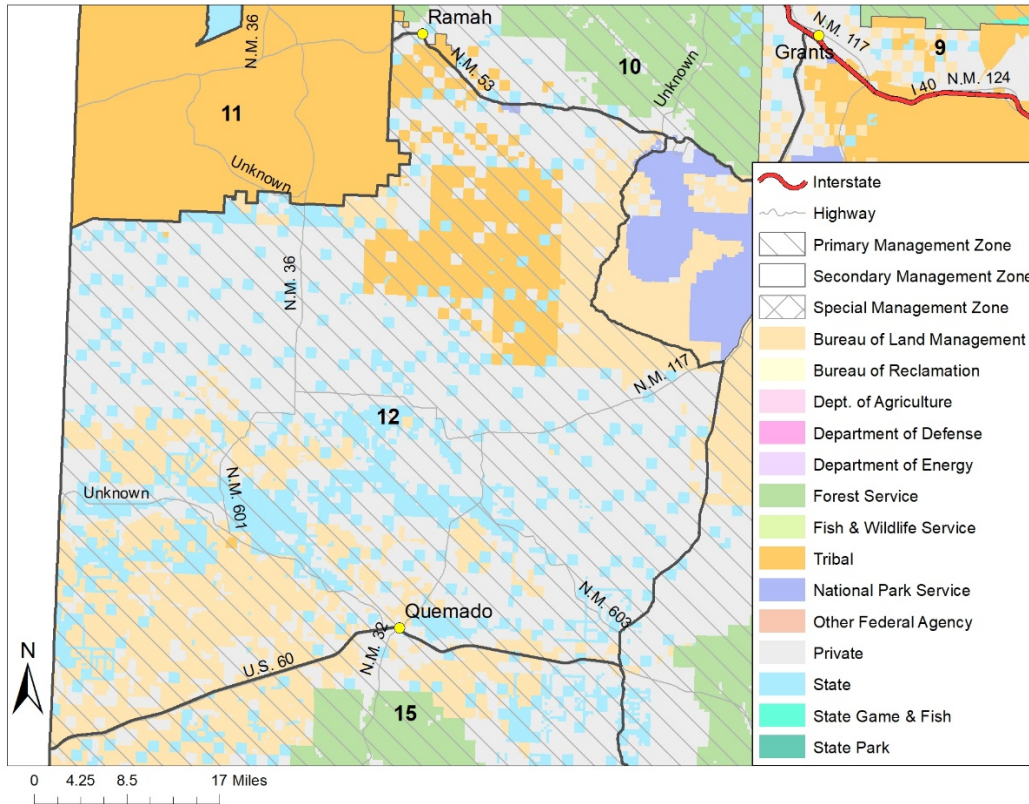 Ramah
N.M. 36
N.M. 117
9
Grants
10
N.M. 53
Unknown
I 40
N.M. 124
11
Unknown
N.M. 36
N.M. 117
12
Unknown
N.M. 601
Quemado
N.M. 603
N.M. 32
U.S. 60
15
N
0 4.25 8.5 17 Miles
Interstate
Highway
Primary Management Zone
Secondary Management Zone
Special Management Zone
Bureau of Land Management
Bureau of Reclamation
Dept. of Agriculture
Department of Defense
Department of Energy
Forest Service
Fish & Wildlife Service
Tribal
National Park Service
Other Federal Agency
Private
State
State Game & Fish
State Park